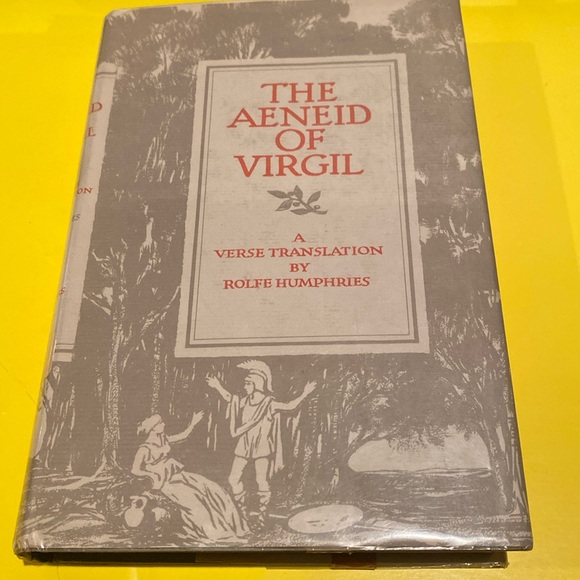 THE
AENEID
OF
VIRGIL
A
VERSE TRANSLATION
BY
ROLFE HUMPHRIES